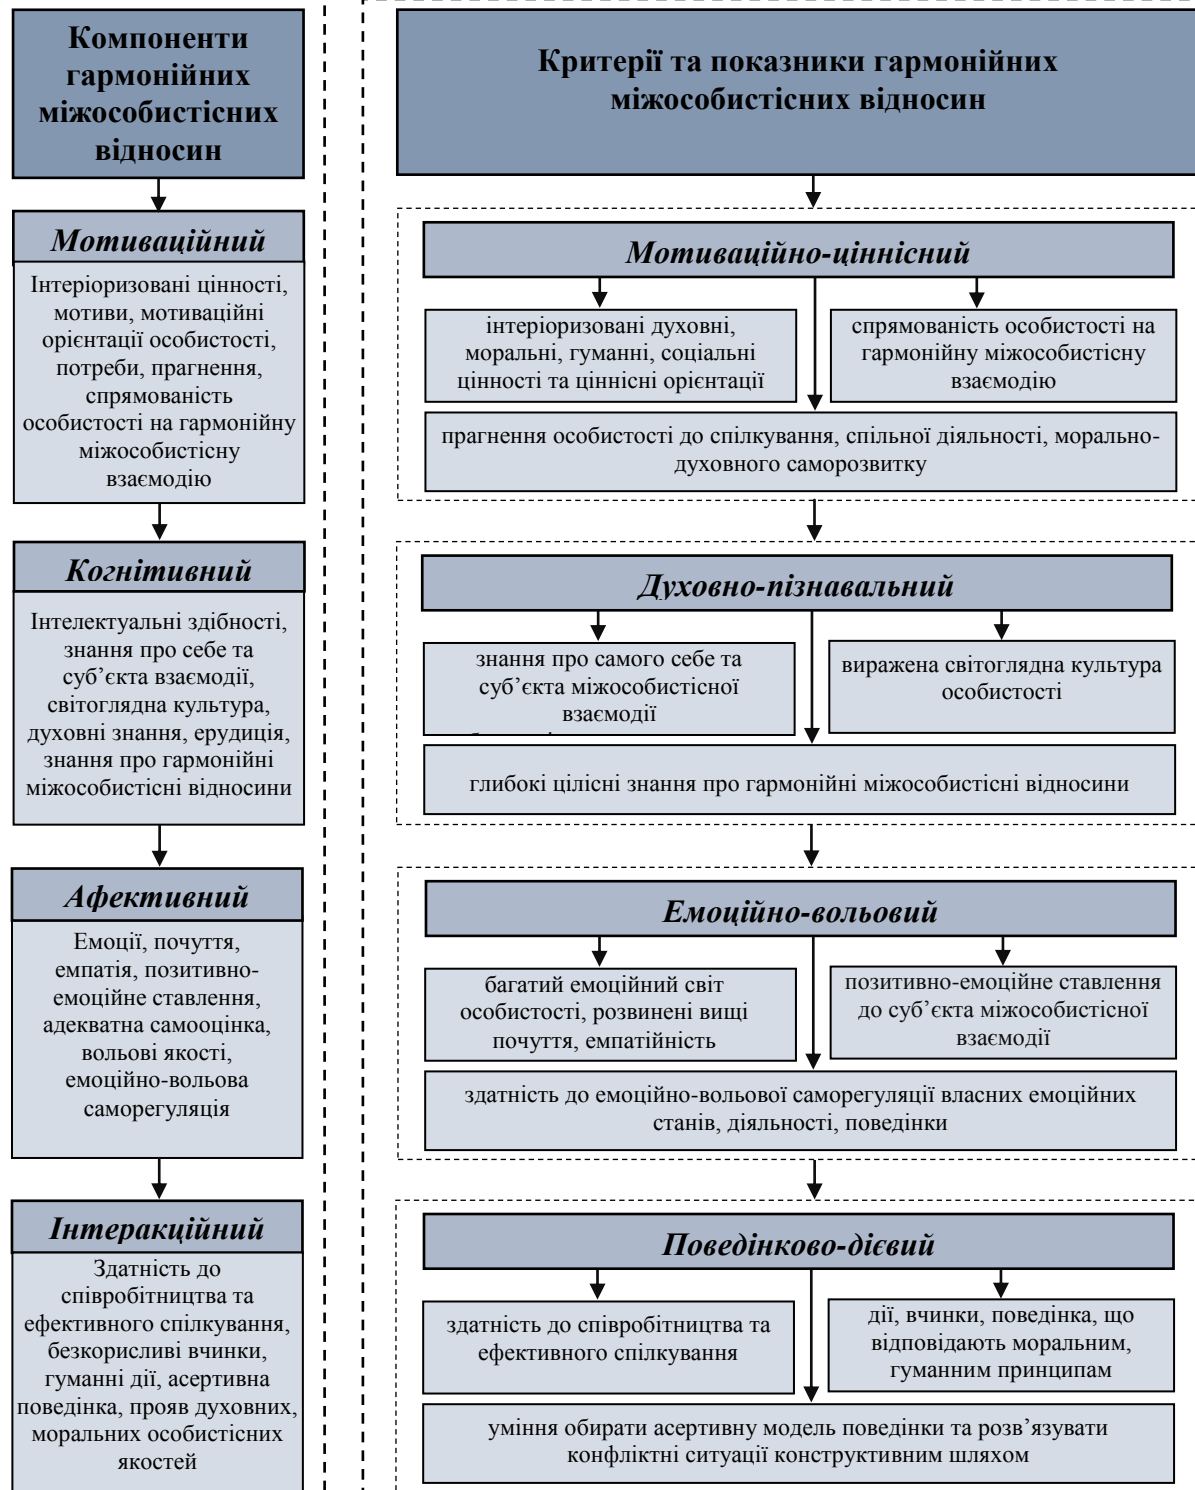 Компоненти
гармонійних
міжособистісних
відносин
Мотиваційний
Інтеріоризовані цінності,
мотиви, мотиваційні
орієнтації особистості,
потреби, прагнення,
спрямованість
особистості на гармонійну
міжособистісну
взаємодію
Когнітивний
Інтелектуальні здібності,
знання про себе та
суб’єкта взаємодії,
світоглядна культура,
духовні знання, ерудиція,
знання про гармонійні
міжособистісні відносини
Афективний
Емоції, почуття,
емпатія, позитивно-
емоційне ставлення,
адекватна самооцінка,
вольові якості,
емоційно-вольова
саморегуляція
Інтеракційний
Здатність до
співробітництва та
ефективного спілкування,
безкорисливі вчинки,
гуманні дії, асертивна
поведінка, прояв духовних,
моральних особистісних
якостей
Критерії та показники гармонійних
міжособистісних відносин
Мотиваційно-ціннісний
інтеріоризовані духовні,
моральні, гуманні, соціальні
цінності та ціннісні орієнтації
спрямованість особистості на
гармонійну міжособистісну
взаємодію
прагнення особистості до спілкування, спільної діяльності, морально-
духовного саморозвитку
Духовно-пізнавальний
знання про самого себе та
суб’єкта міжособистісної
взаємодії
виражена світоглядна культура
особистості
глибокі цілісні знання про гармонійні міжособистісні відносини
Емоційно-вольовий
багатий емоційний світ
особистості, розвинені вищі
почуття, емпатійність
позитивно-емоційне ставлення
до суб’єкта міжособистісної
взаємодії
здатність до емоційно-вольової саморегуляції власних емоційних
станів, діяльності, поведінки
Поведінково-дієвий
здатність до співробітництва та
ефективного спілкування
дії, вчинки, поведінка, що
відповідають моральним,
гуманним принципам
уміння обирати асертивну модель поведінки та розв’язувати
конфліктні ситуації конструктивним шляхом